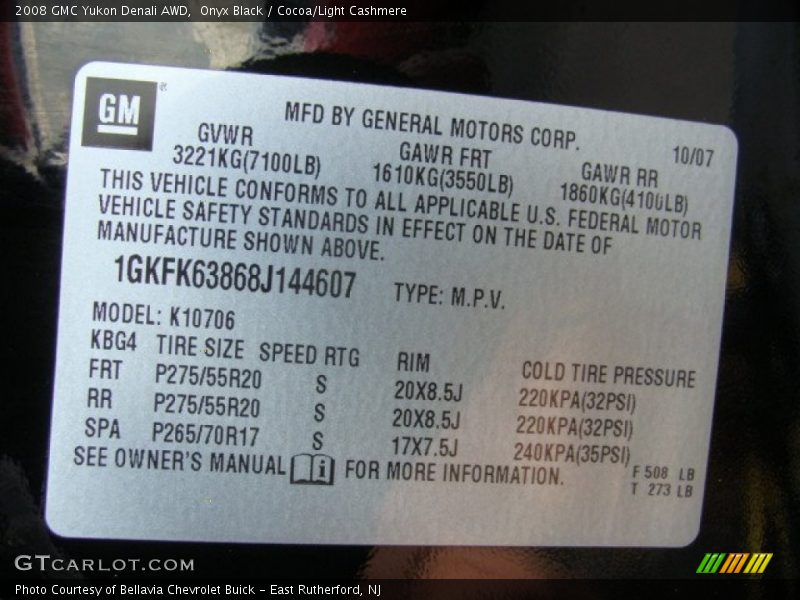 2008 GMC Yukon Denali AWD,  Onyx Black / Cocoa/Light Cashmere
GM ®
MFD BY GENERAL MOTORS CORP.
10/07
GVWR GAWR FRT GAWR RR
3221KG(7100LB) 1610KG(3550LB) 1860KG(4100LB)
THIS VEHICLE CONFORMS TO ALL APPLICABLE U.S. FEDERAL MOTOR
VEHICLE SAFETY STANDARDS IN EFFECT ON THE DATE OF
MANUFACTURE SHOWN ABOVE.
1GKFK63868J144607 TYPE: M.P.V.
MODEL: K10706
KBG4 TIRE SIZE SPEED RTG RIM COLD TIRE PRESSURE
FRT P275/55R20 S 20X8.5J 220KPA(32PSI)
RR P275/55R20 S 20X8.5J 220KPA(32PSI)
SPA P265/70R17 S 17X7.5J 240KPA(35PSI)
SEE OWNER'S MANUAL i FOR MORE INFORMATION.
F 508 LB
T 273 LB
GTCARLOT.COM
Photo Courtesy of Bellavia Chevrolet Buick - East Rutherford, NJ